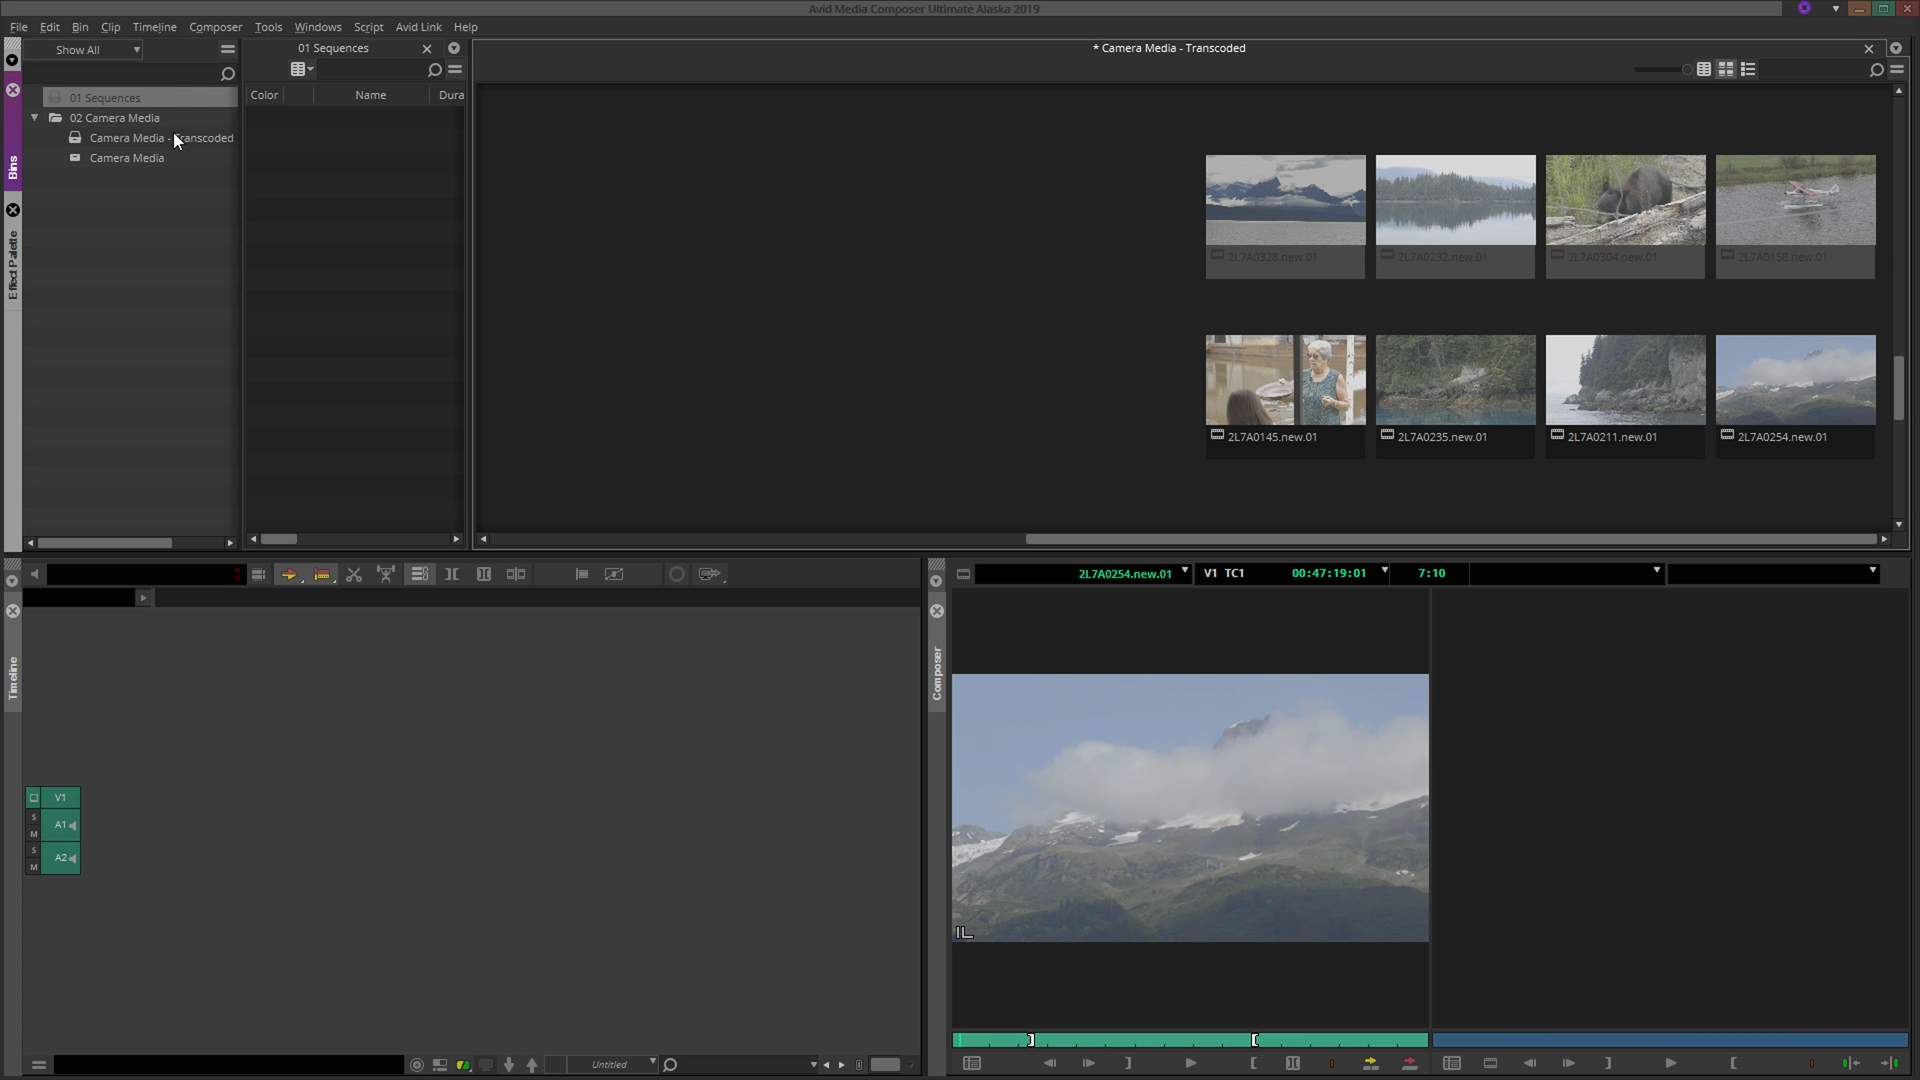 Avid Media Composer Ultimate Alaska 2019
File Edit Bin Clip Timeline Composer Tools Windows Script Avid Link Help
Show All
01 Sequences
* Camera Media - Transcoded
01 Sequences
02 Camera Media
Camera Media - Transcoded
Camera Media
Color
Name
Dura
Bins
Effect Palette
2L7A0328.new.01
2L7A0232.new.01
2L7A0304.new.01
2L7A0158.new.01
2L7A0145.new.01
2L7A0235.new.01
2L7A0211.new.01
2L7A0254.new.01
Timeline
V1
S
A1
M
S
A2
M
Untitled
Composer
2L7A0254.new.01
V1 TC1
00:47:19:01
7:10